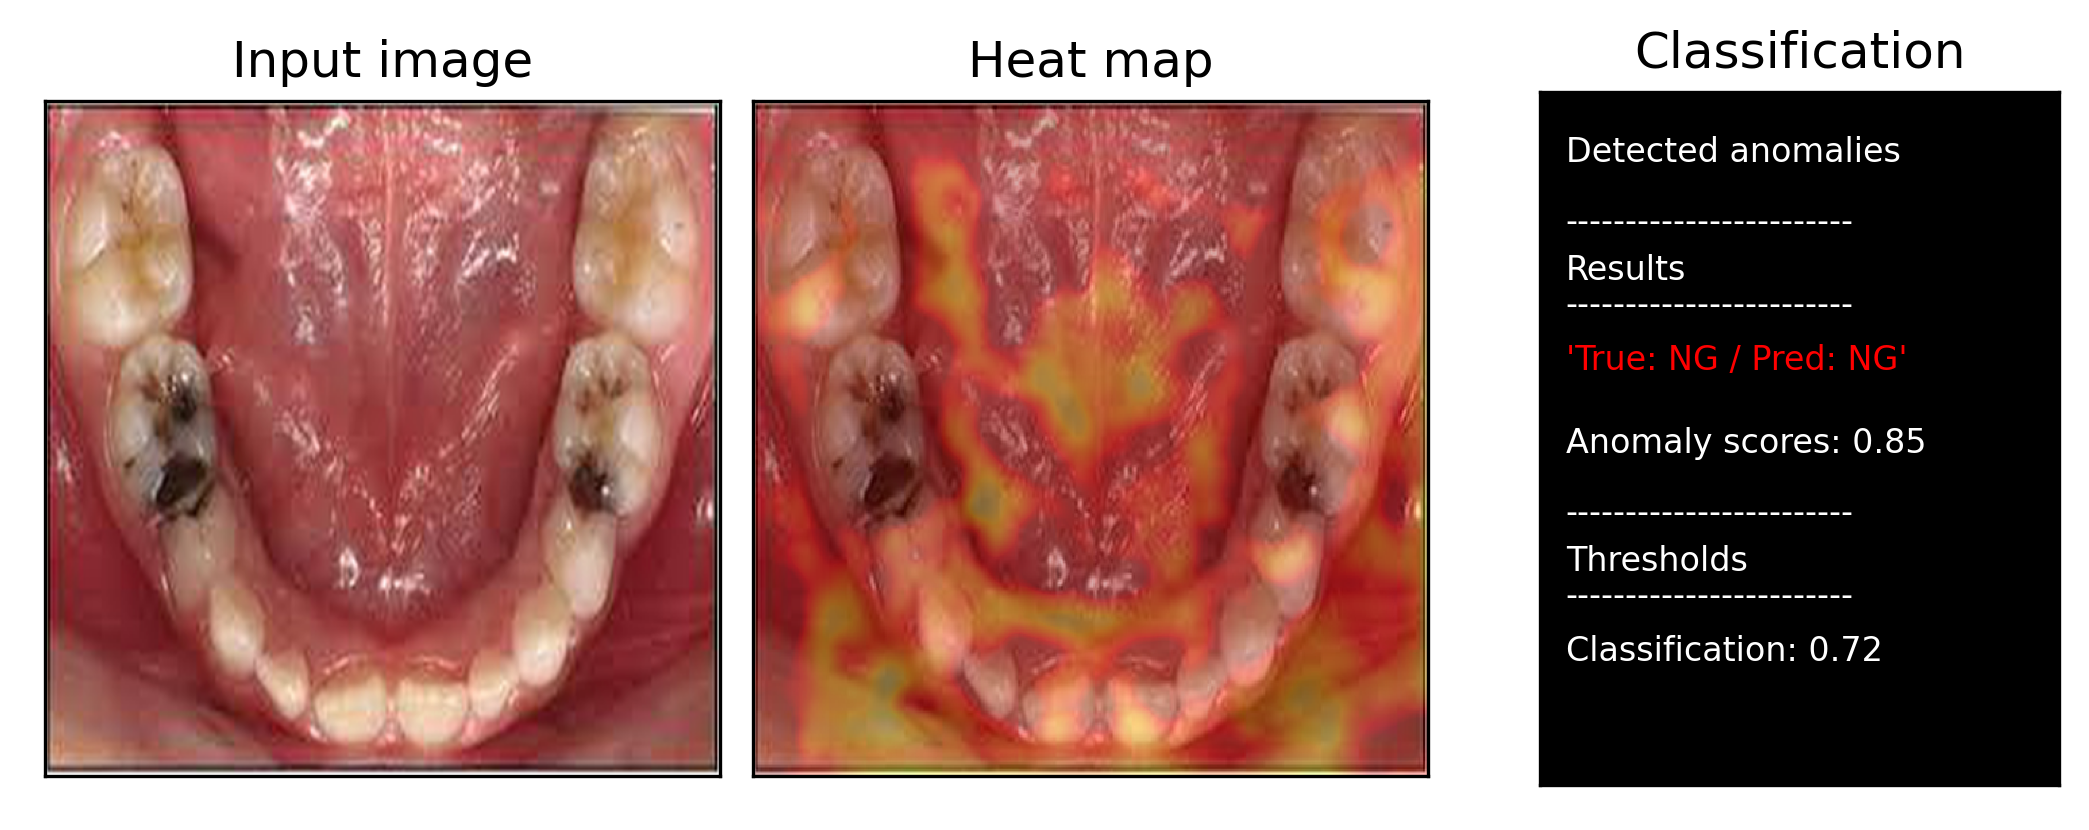 Input image
Heat map
Classification
Detected anomalies
------------------------
Results
------------------------
'True: NG / Pred: NG'
Anomaly scores: 0.85
------------------------
Thresholds
------------------------
Classification: 0.72